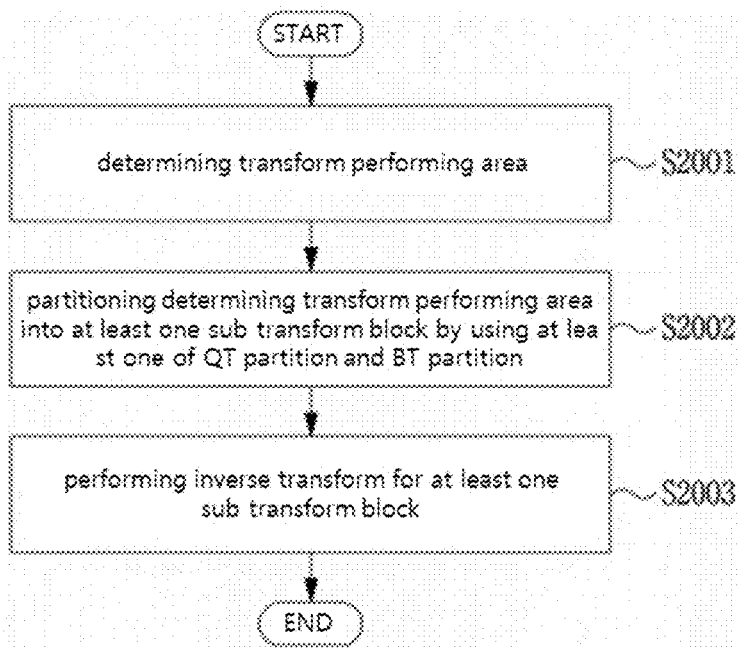 START
determining transform performing area
S2001
partitioning determining transform performing area
into at least one sub transform block by using at lea
st one of QT partition and BT partition
S2002
performing inverse transform for at least one
sub transform block
S2003
END